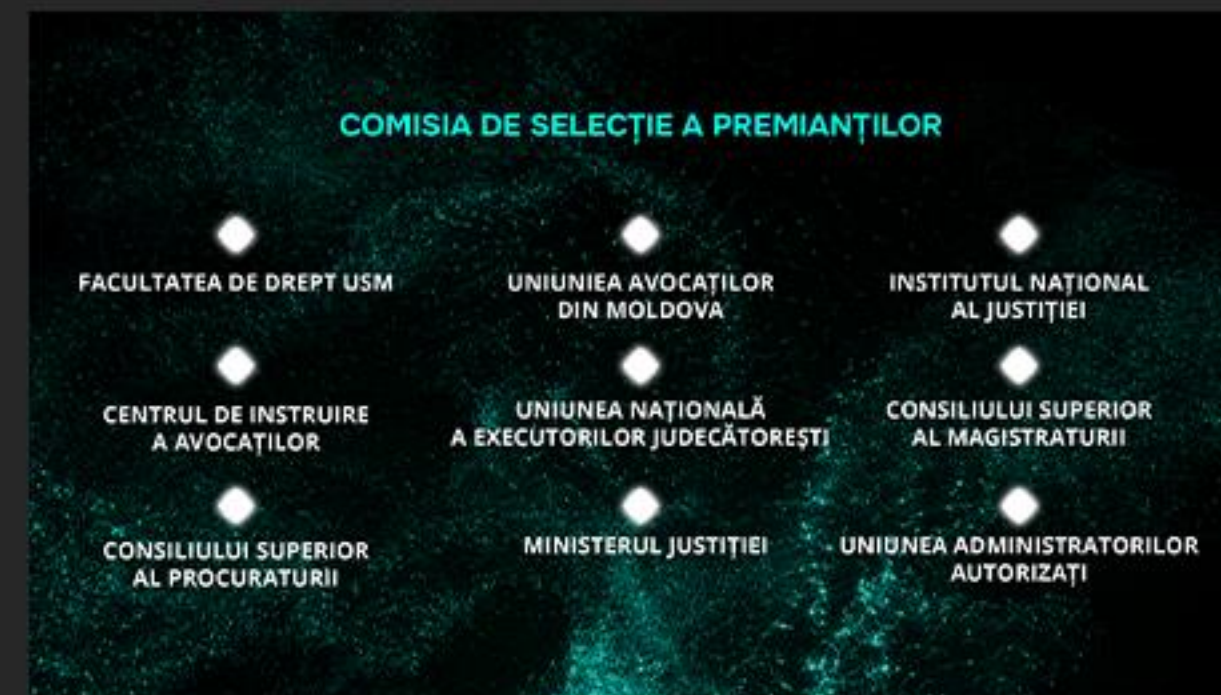 COMISIA DE SELECȚIE A PREMIANȚILOR
FACULTATEA DE DREPT USM
UNIUNIEA AVOCAȚILOR
DIN MOLDOVA
INSTITUTUL NAȚIONAL
AL JUSTIȚIEI
CENTRUL DE INSTRUIRE
A AVOCAȚILOR
UNIUNEA NAȚIONALĂ
A EXECUTORILOR JUDECĂTOREȘTI
CONSILIULUI SUPERIOR
AL MAGISTRATURII
CONSILIULUI SUPERIOR
AL PROCURATURII
MINISTERUL JUSTIȚIEI
UNIUNEA ADMINISTRATORILOR
AUTORIZAȚI